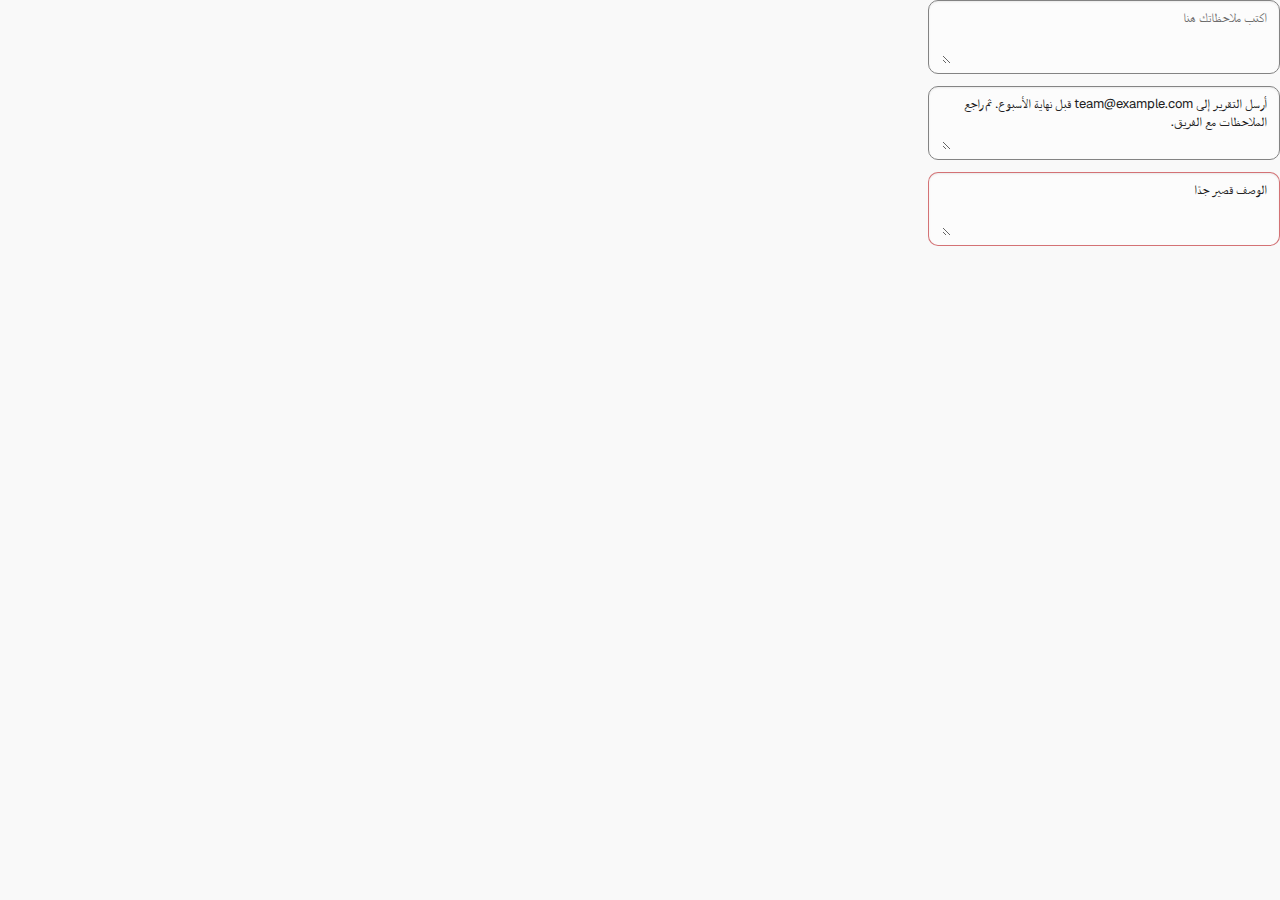 اكتب ملاحظاتك هنا
أرسل التقرير إلى team@example.com قبل نهاية الأسبوع. ثم راجع
الملاحظات مع الفريق.
الوصف قصير جدًا